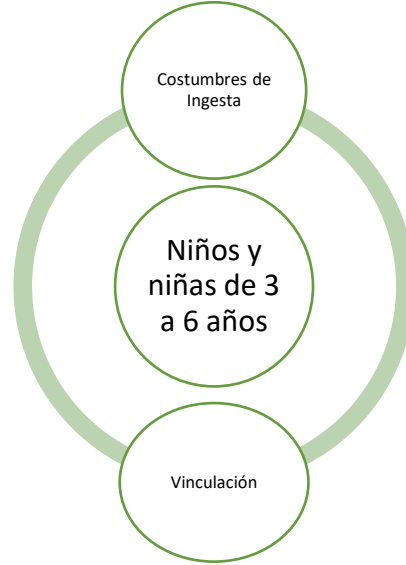 Costumbres de
Ingesta
Niños y
niñas de 3
a 6 años
Vinculación